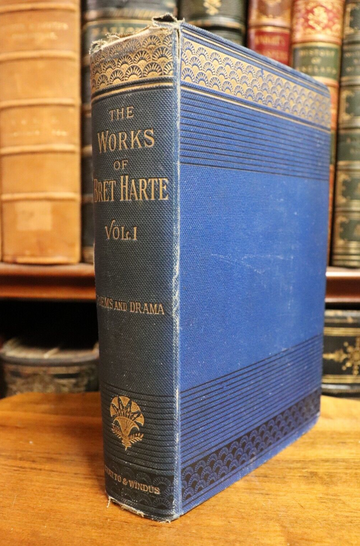 THE
WORKS
OF
BRET HARTE
VOL. I
POEMS AND DRAMA
CHATTO & WINDUS